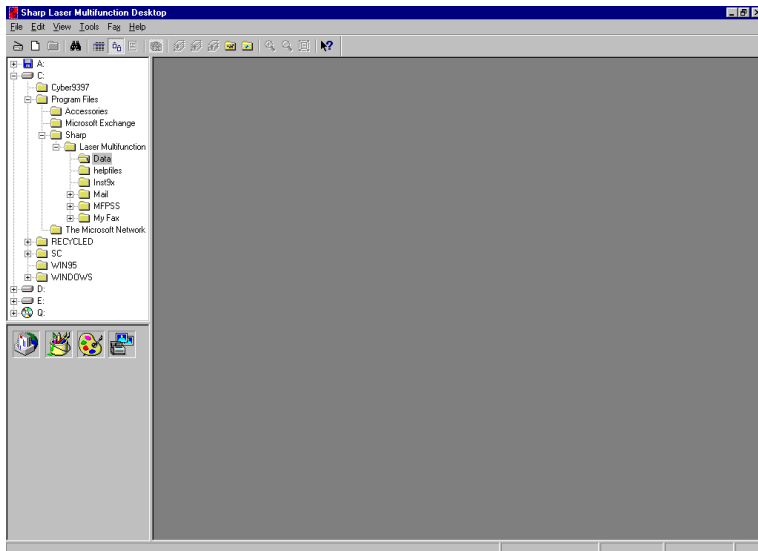 Sharp Laser Multifunction Desktop
File Edit View Tools Fax Help
A:
C:
Cyber9397
Program Files
Accessories
Microsoft Exchange
Sharp
Laser Multifunction
Data
helpfiles
Inst9x
Mail
MFPSS
My Fax
The Microsoft Network
RECYCLED
SC
WIN95
WINDOWS
D:
E:
Q: